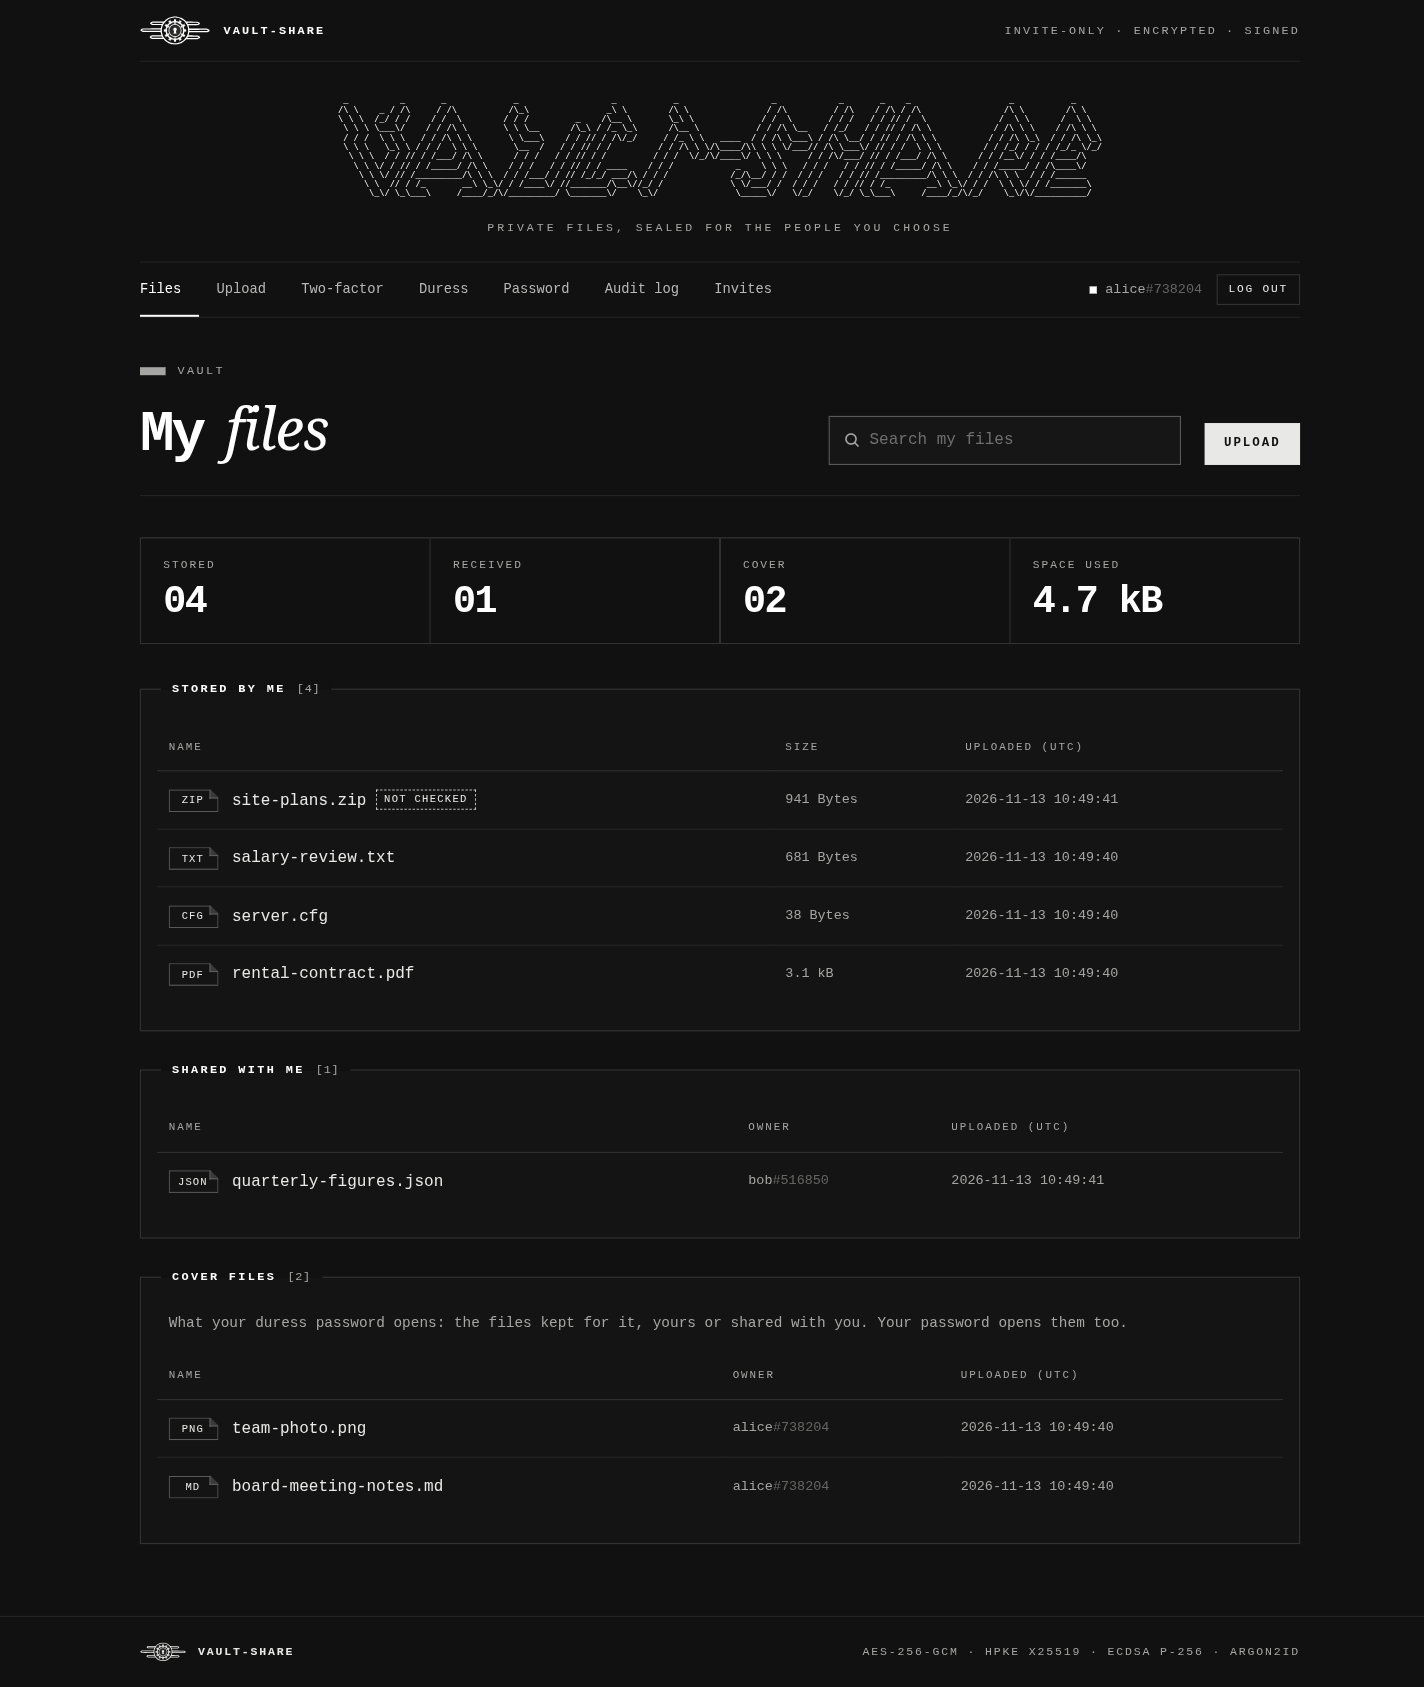 VAULT-SHARE
INVITE-ONLY · ENCRYPTED · SIGNED
VAULT-SHARE
PRIVATE FILES, SEALED FOR THE PEOPLE YOU CHOOSE
Files Upload Two-factor Duress Password Audit log Invites
alice#738204 LOG OUT
VAULT
My files
Search my files
UPLOAD
STORED RECEIVED COVER SPACE USED
04 01 02 4.7 kB
STORED BY ME [4]
NAME SIZE UPLOADED (UTC)
ZIP site-plans.zip NOT CHECKED 941 Bytes 2026-11-13 10:49:41
TXT salary-review.txt 681 Bytes 2026-11-13 10:49:40
CFG server.cfg 38 Bytes 2026-11-13 10:49:40
PDF rental-contract.pdf 3.1 kB 2026-11-13 10:49:40
SHARED WITH ME [1]
NAME OWNER UPLOADED (UTC)
JSON quarterly-figures.json bob#516850 2026-11-13 10:49:41
COVER FILES [2]
What your duress password opens: the files kept for it, yours or shared with you. Your password opens them too.
NAME OWNER UPLOADED (UTC)
PNG team-photo.png alice#738204 2026-11-13 10:49:40
MD board-meeting-notes.md alice#738204 2026-11-13 10:49:40
VAULT-SHARE
AES-256-GCM · HPKE X25519 · ECDSA P-256 · ARGON2ID